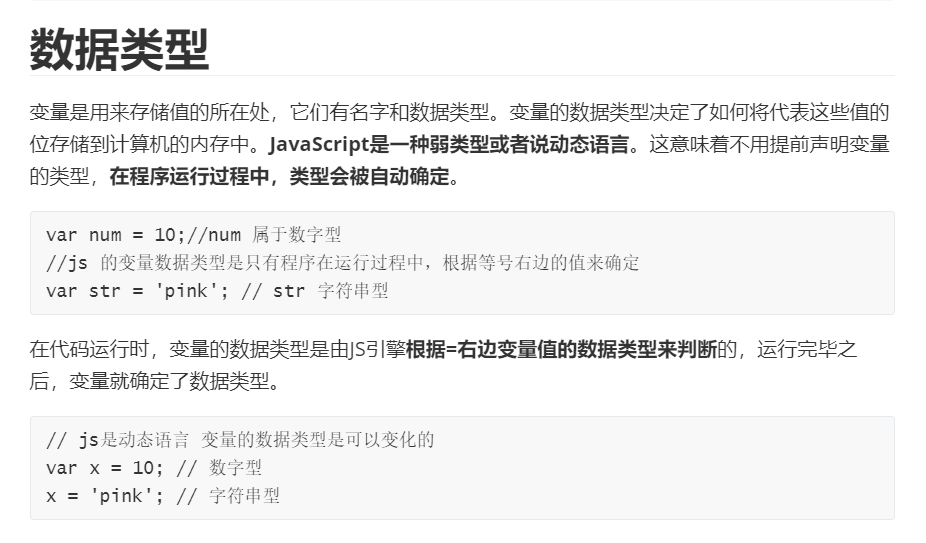 数据类型
变量是用来存储值的所在处，它们有名字和数据类型。变量的数据类型决定了如何将代表这些值的
位存储到计算机的内存中。JavaScript是一种弱类型或者说动态语言。这意味着不用提前声明变量
的类型，在程序运行过程中，类型会被自动确定。
var num = 10;//num 属于数字型
//js 的变量数据类型是只有程序在运行过程中，根据等号右边的值来确定
var str = 'pink'; // str 字符串型
在代码运行时，变量的数据类型是由JS引擎根据=右边变量值的数据类型来判断的，运行完毕之
后，变量就确定了数据类型。
// js是动态语言 变量的数据类型是可以变化的
var x = 10; // 数字型
x = 'pink'; // 字符串型